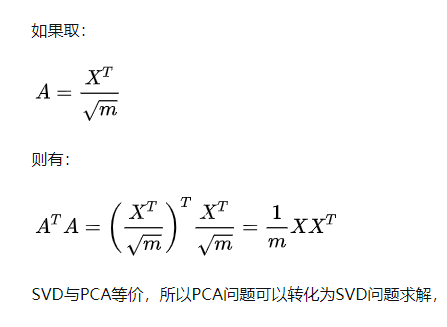 如果取：
A = \frac{X^T}{\sqrt{m}}
则有：
A^T A = \left( \frac{X^T}{\sqrt{m}} \right)^T \frac{X^T}{\sqrt{m}} = \frac{1}{m} X X^T
SVD与PCA等价，所以PCA问题可以转化为SVD问题求解，